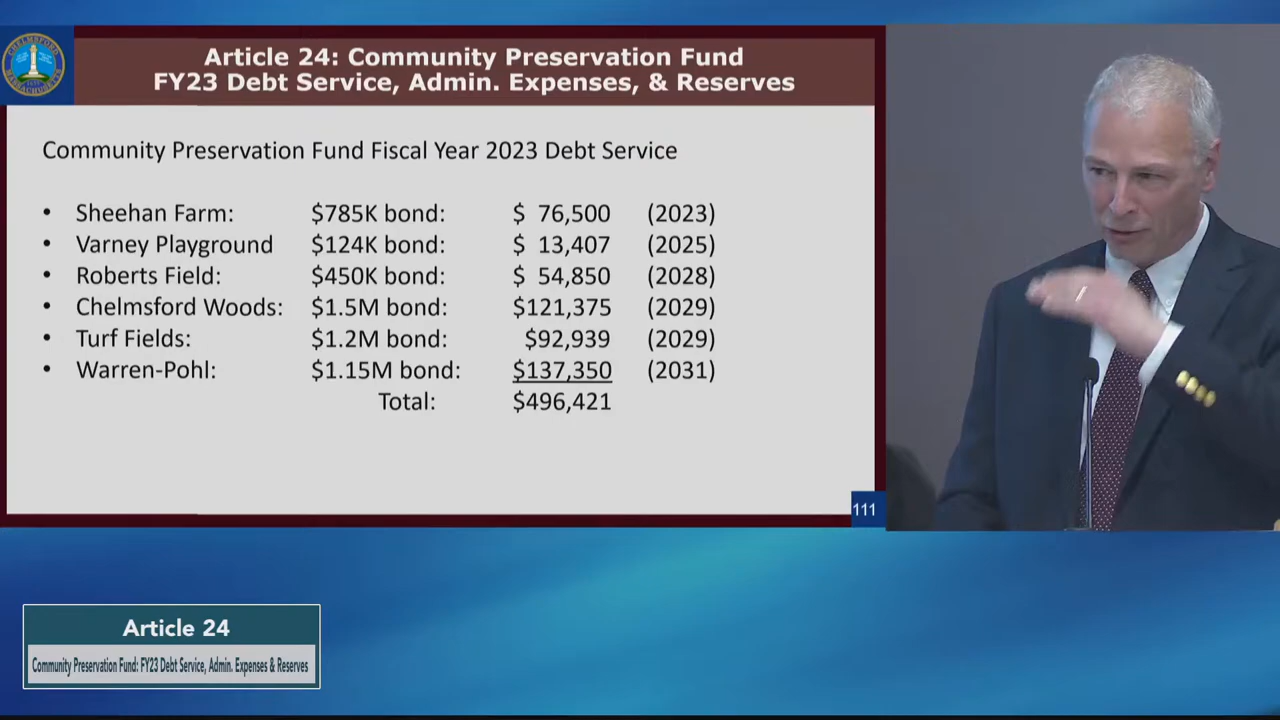 Article 24: Community Preservation Fund
FY23 Debt Service, Admin. Expenses, & Reserves
Community Preservation Fund Fiscal Year 2023 Debt Service
• Sheehan Farm: $785K bond: $ 76,500 (2023)
• Varney Playground $124K bond: $ 13,407 (2025)
• Roberts Field: $450K bond: $ 54,850 (2028)
• Chelmsford Woods: $1.5M bond: $121,375 (2029)
• Turf Fields: $1.2M bond: $92,939 (2029)
• Warren-Pohl: $1.15M bond: $137,350 (2031)
Total: $496,421
111
Article 24
Community Preservation Fund: FY23 Debt Service, Admin. Expenses & Reserves